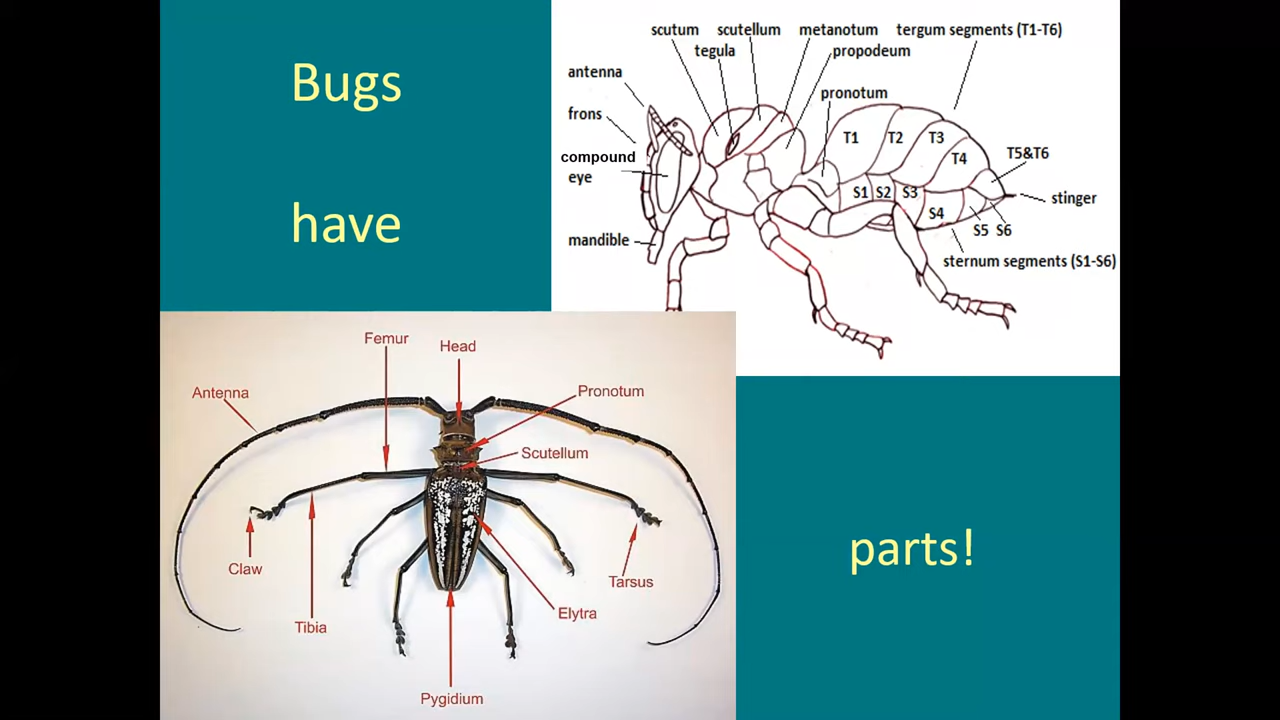 Bugs
have
parts!
scutum
scutellum
metanotum
tergum segments (T1-T6)
tegula
propodeum
antenna
pronotum
frons
compound
eye
mandible
T1
T2
T3
T4
T5&T6
S1
S2
S3
S4
S5
S6
stinger
sternum segments (S1-S6)
Femur
Head
Antenna
Pronotum
Scutellum
Claw
Tarsus
Tibia
Elytra
Pygidium